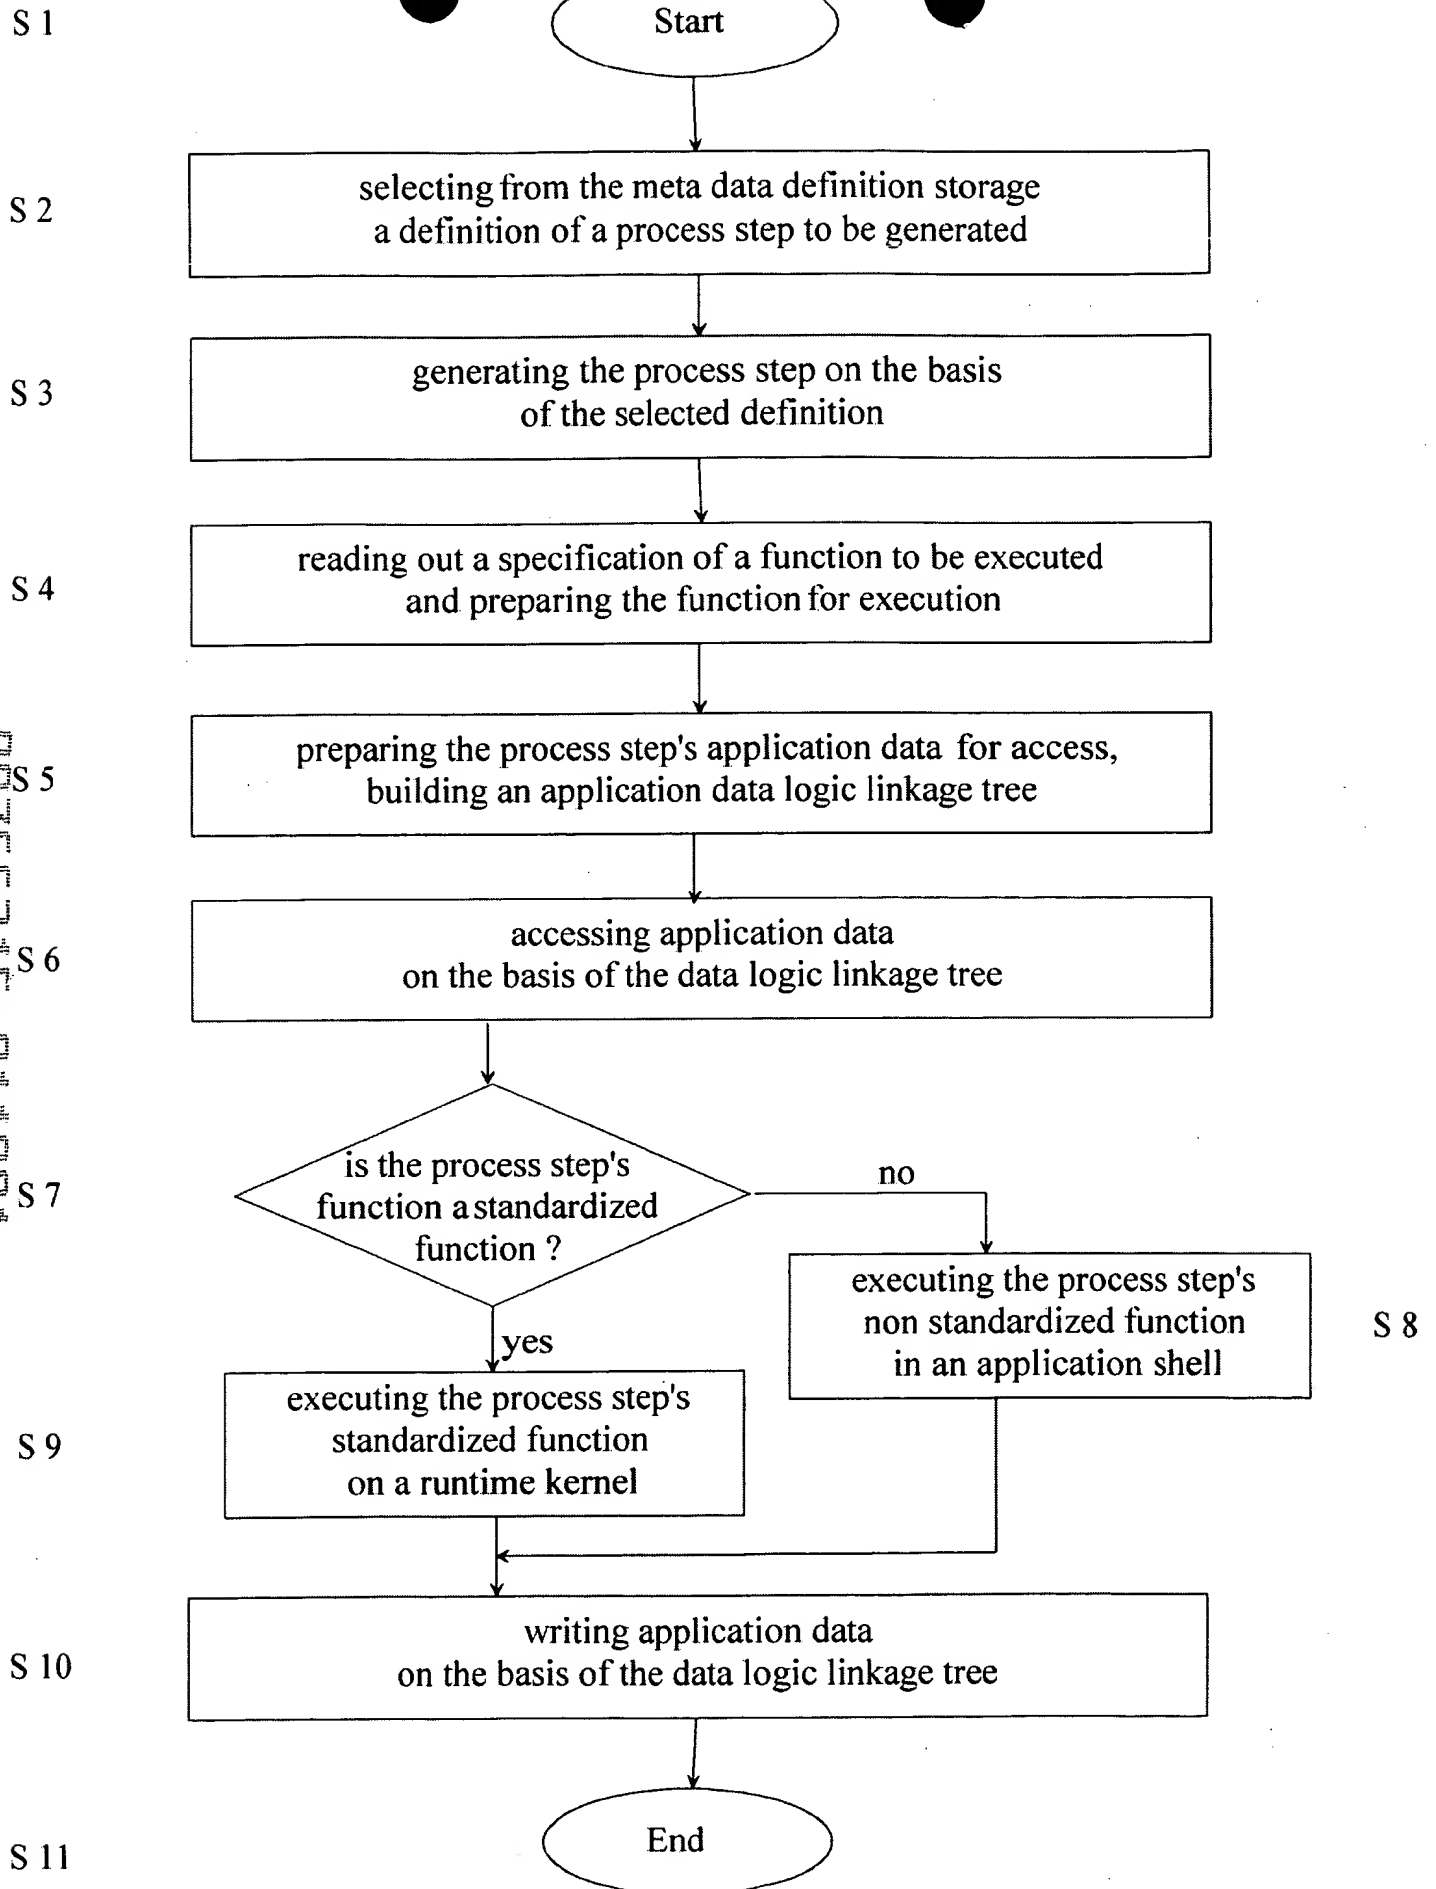 S 1
Start
S 2
selecting from the meta data definition storage
a definition of a process step to be generated
S 3
generating the process step on the basis
of the selected definition
S 4
reading out a specification of a function to be executed
and preparing the function for execution
S 5
preparing the process step's application data for access,
building an application data logic linkage tree
S 6
accessing application data
on the basis of the data logic linkage tree
S 7
is the process step's
function a standardized
function ?
no
yes
executing the process step's
non standardized function
in an application shell
S 8
S 9
executing the process step's
standardized function
on a runtime kernel
S 10
writing application data
on the basis of the data logic linkage tree
End
S 11